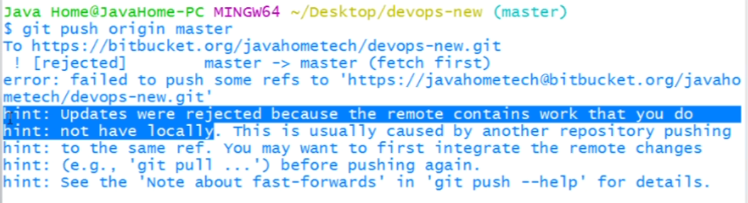 Java Home@JavaHome-PC MINGW64 ~/Desktop/devops-new (master)
$ git push origin master
To https://bitbucket.org/javahometech/devops-new.git
! [rejected] master -> master (fetch first)
error: failed to push some refs to 'https://javahometech@bitbucket.org/javaho
metech/devops-new.git'
hint: Updates were rejected because the remote contains work that you do
hint: not have locally. This is usually caused by another repository pushing
hint: to the same ref. You may want to first integrate the remote changes
hint: (e.g., 'git pull ...') before pushing again.
hint: See the 'Note about fast-forwards' in 'git push --help' for details.